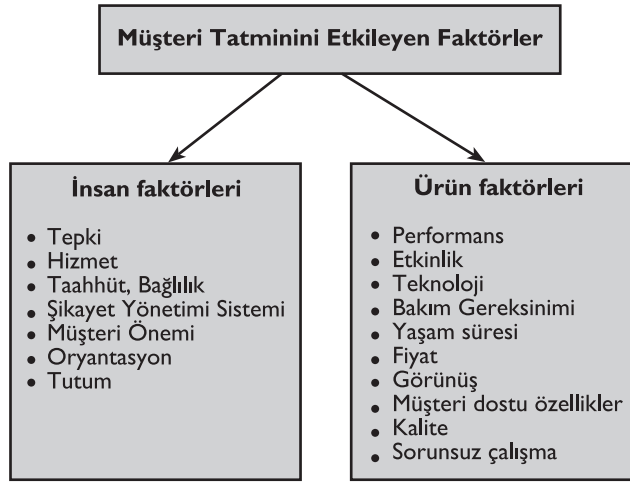 Müşteri Tatminini Etkileyen Faktörler
İnsan faktörleri
• Tepki
• Hizmet
• Taahhüt, Bağlılık
• Şikayet Yönetimi Sistemi
• Müşteri Önemi
• Oryantasyon
• Tutum
Ürün faktörleri
• Performans
• Etkinlik
• Teknoloji
• Bakım Gereksinimi
• Yaşam süresi
• Fiyat
• Görünüş
• Müşteri dostu özellikler
• Kalite
• Sorunsuz çalışma